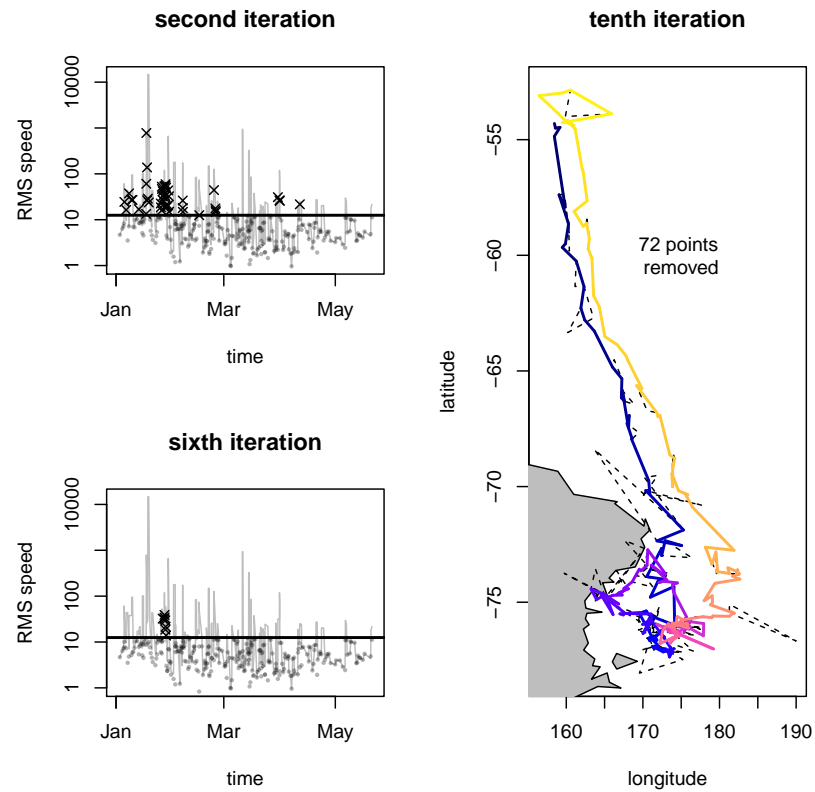 second iteration
RMS speed
10000
100
10
1
Jan
Mar
May
time
sixth iteration
RMS speed
10000
100
10
1
Jan
Mar
May
time
tenth iteration
latitude
−55
−60
−65
−70
−75
72 points
removed
160
170
180
190
longitude